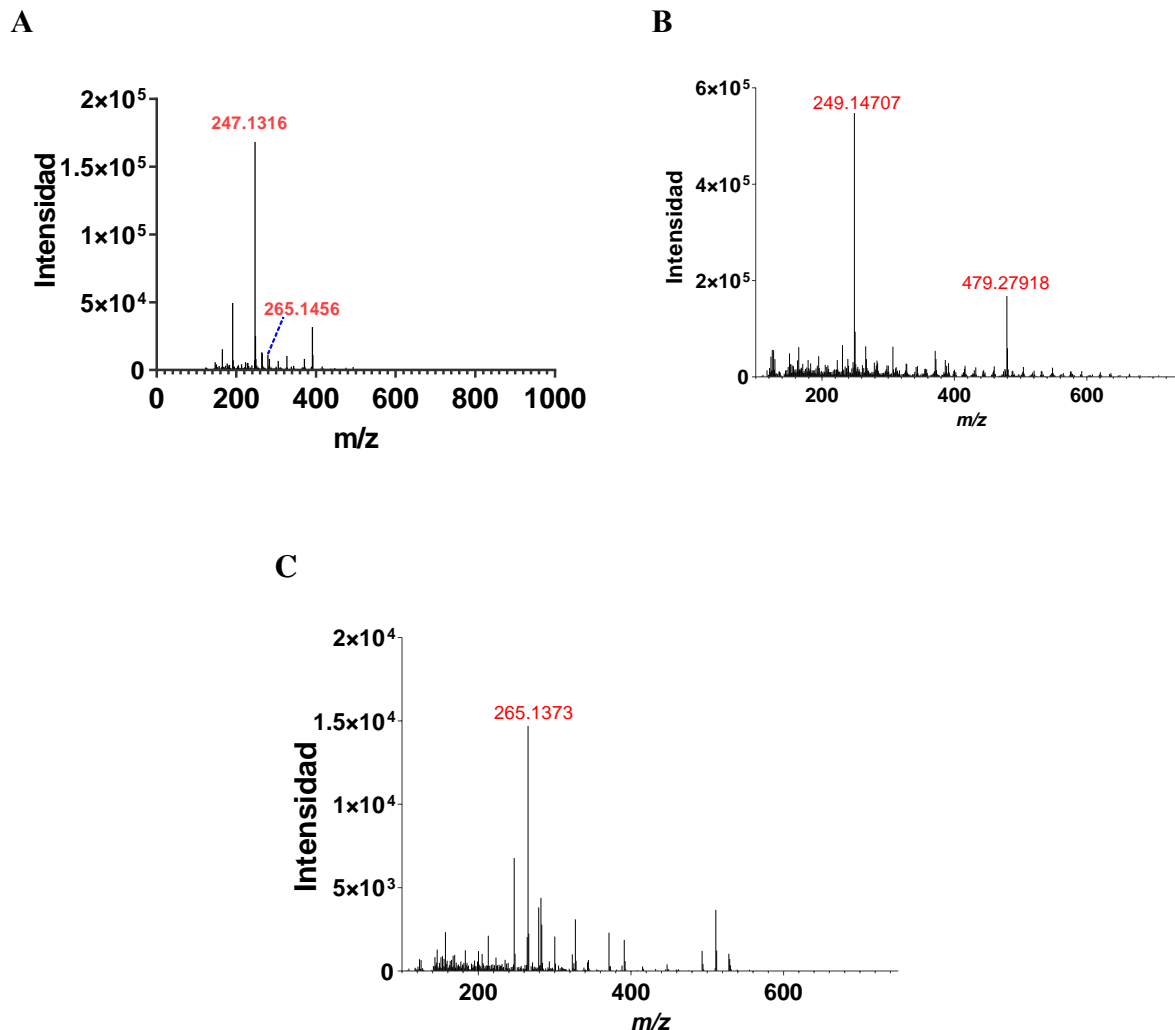 A
B
2×10⁵
1.5×10⁵
1×10⁵
5×10⁴
0
Intensidad
247.1316
265.1456
0 200 400 600 800 1000
m/z
6×10⁵
4×10⁵
2×10⁵
0
Intensidad
249.14707
479.27918
200 400 600
m/z
C
2×10⁴
1.5×10⁴
1×10⁴
5×10³
0
Intensidad
265.1373
200 400 600
m/z